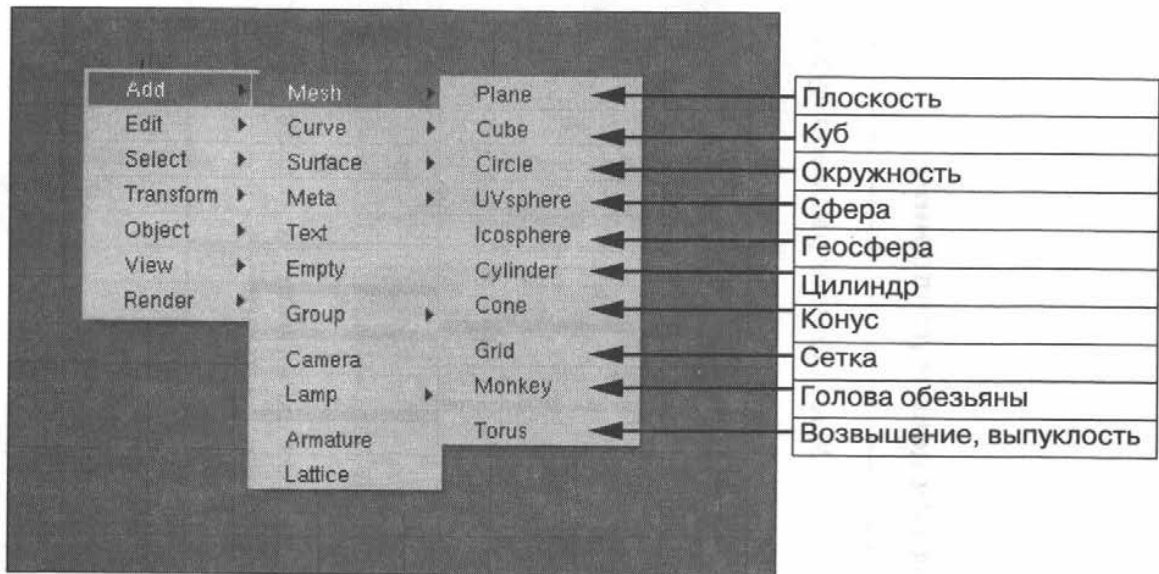 Add
Edit
Select
Transform
Object
View
Render
Mesh
Curve
Surface
Meta
Text
Empty
Group
Camera
Lamp
Armature
Lattice
Plane
Cube
Circle
UVsphere
Icosphere
Cylinder
Cone
Grid
Monkey
Torus
Плоскость
Куб
Окружность
Сфера
Геосфера
Цилиндр
Конус
Сетка
Голова обезьяны
Возвышение, выпуклость